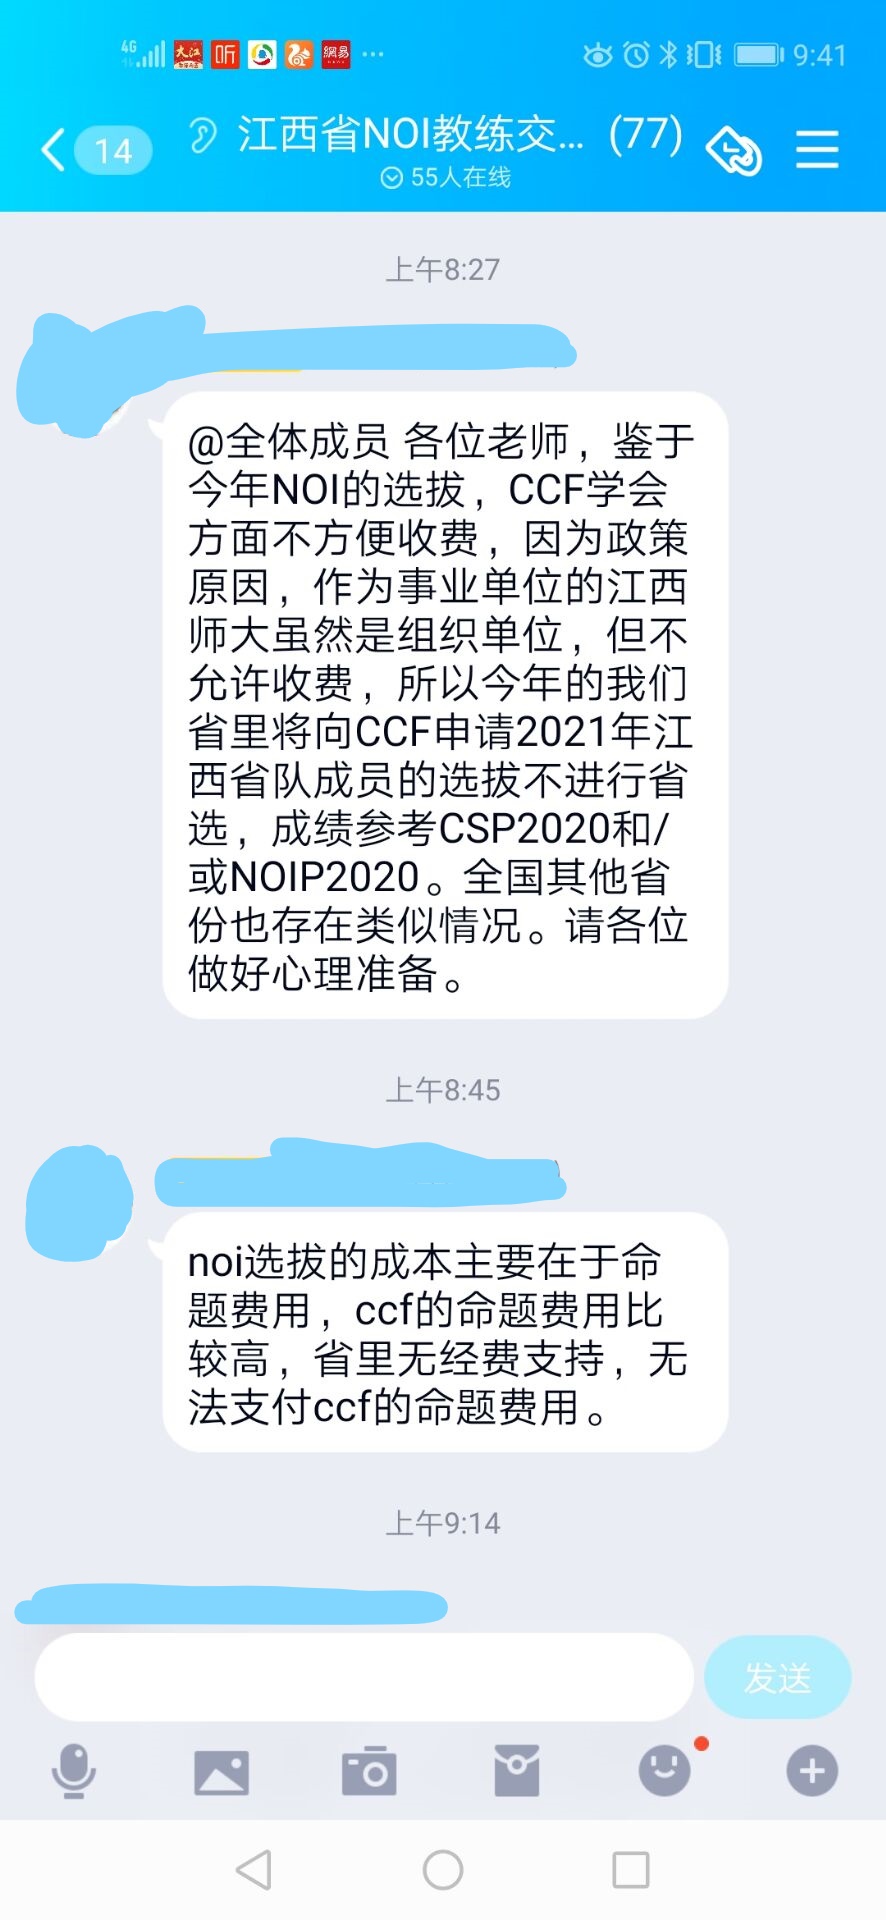 4G 大江 听 網易 ... 9:41
14 江西省NOI教练交... (77)
55人在线
上午8:27
@全体成员 各位老师，鉴于
今年NOI的选拔，CCF学会
方面不方便收费，因为政策
原因，作为事业单位的江西
师大虽然是组织单位，但不
允许收费，所以今年的我们
省里将向CCF申请2021年江
西省队成员的选拔不进行省
选，成绩参考CSP2020和/
或NOIP2020。全国其他省
份也存在类似情况。请各位
做好心理准备。
上午8:45
noi选拔的成本主要在于命
题费用，ccf的命题费用比
较高，省里无经费支持，无
法支付ccf的命题费用。
上午9:14
发送